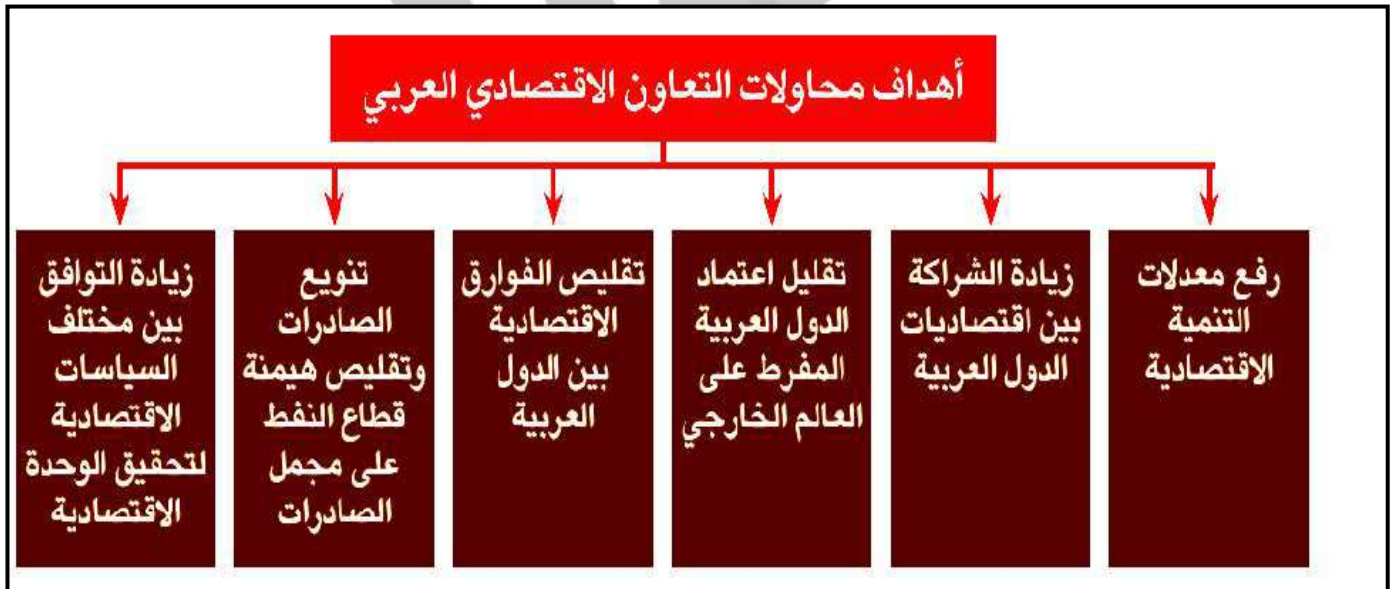 أهداف محاولات التعاون الاقتصادي العربي
رفع معدلات
التنمية
الاقتصادية
زيادة الشراكة
بين اقتصاديات
الدول العربية
تقليل اعتماد
الدول العربية
المفرط على
العالم الخارجي
تقليص الفوارق
الاقتصادية
بين الدول
العربية
تنويع
الصادرات
وتقليص هيمنة
قطاع النفط
على مجمل
الصادرات
زيادة التوافق
بين مختلف
السياسات
الاقتصادية
لتحقيق الوحدة
الاقتصادية